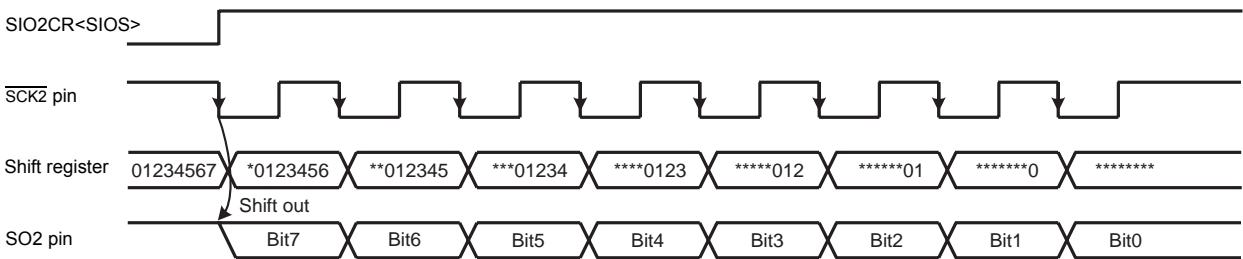 SIO2CR<SIOS>
SCK2 pin
Shift register 01234567 *0123456 **012345 ***01234 ****0123 *****012 ******01 *******0 ********
Shift out
SO2 pin Bit7 Bit6 Bit5 Bit4 Bit3 Bit2 Bit1 Bit0